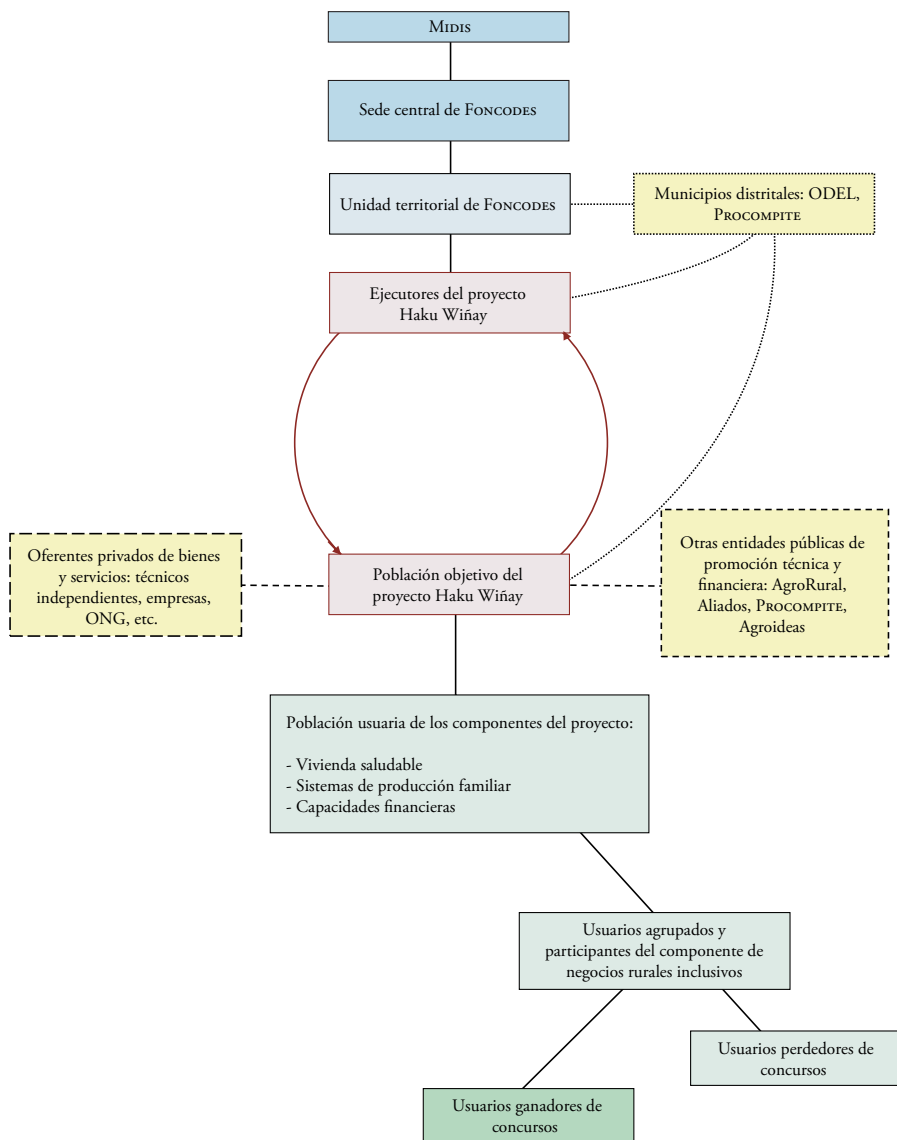 MIDIS
Sede central de FONCODES
Unidad territorial de FONCODES
Municipios distritales: ODEL,
PROCOMPITE
Ejecutores del proyecto
Haku Wiñay
Oferentes privados de bienes
y servicios: técnicos
independientes, empresas,
ONG, etc.
Población objetivo del
proyecto Haku Wiñay
Otras entidades públicas de
promoción técnica y
financiera: AgroRural,
Aliados, PROCOMPITE,
Agroideas
Población usuaria de los componentes del proyecto:
- Vivienda saludable
- Sistemas de producción familiar
- Capacidades financieras
Usuarios agrupados y
participantes del componente de
negocios rurales inclusivos
Usuarios perdedores de
concursos
Usuarios ganadores de
concursos